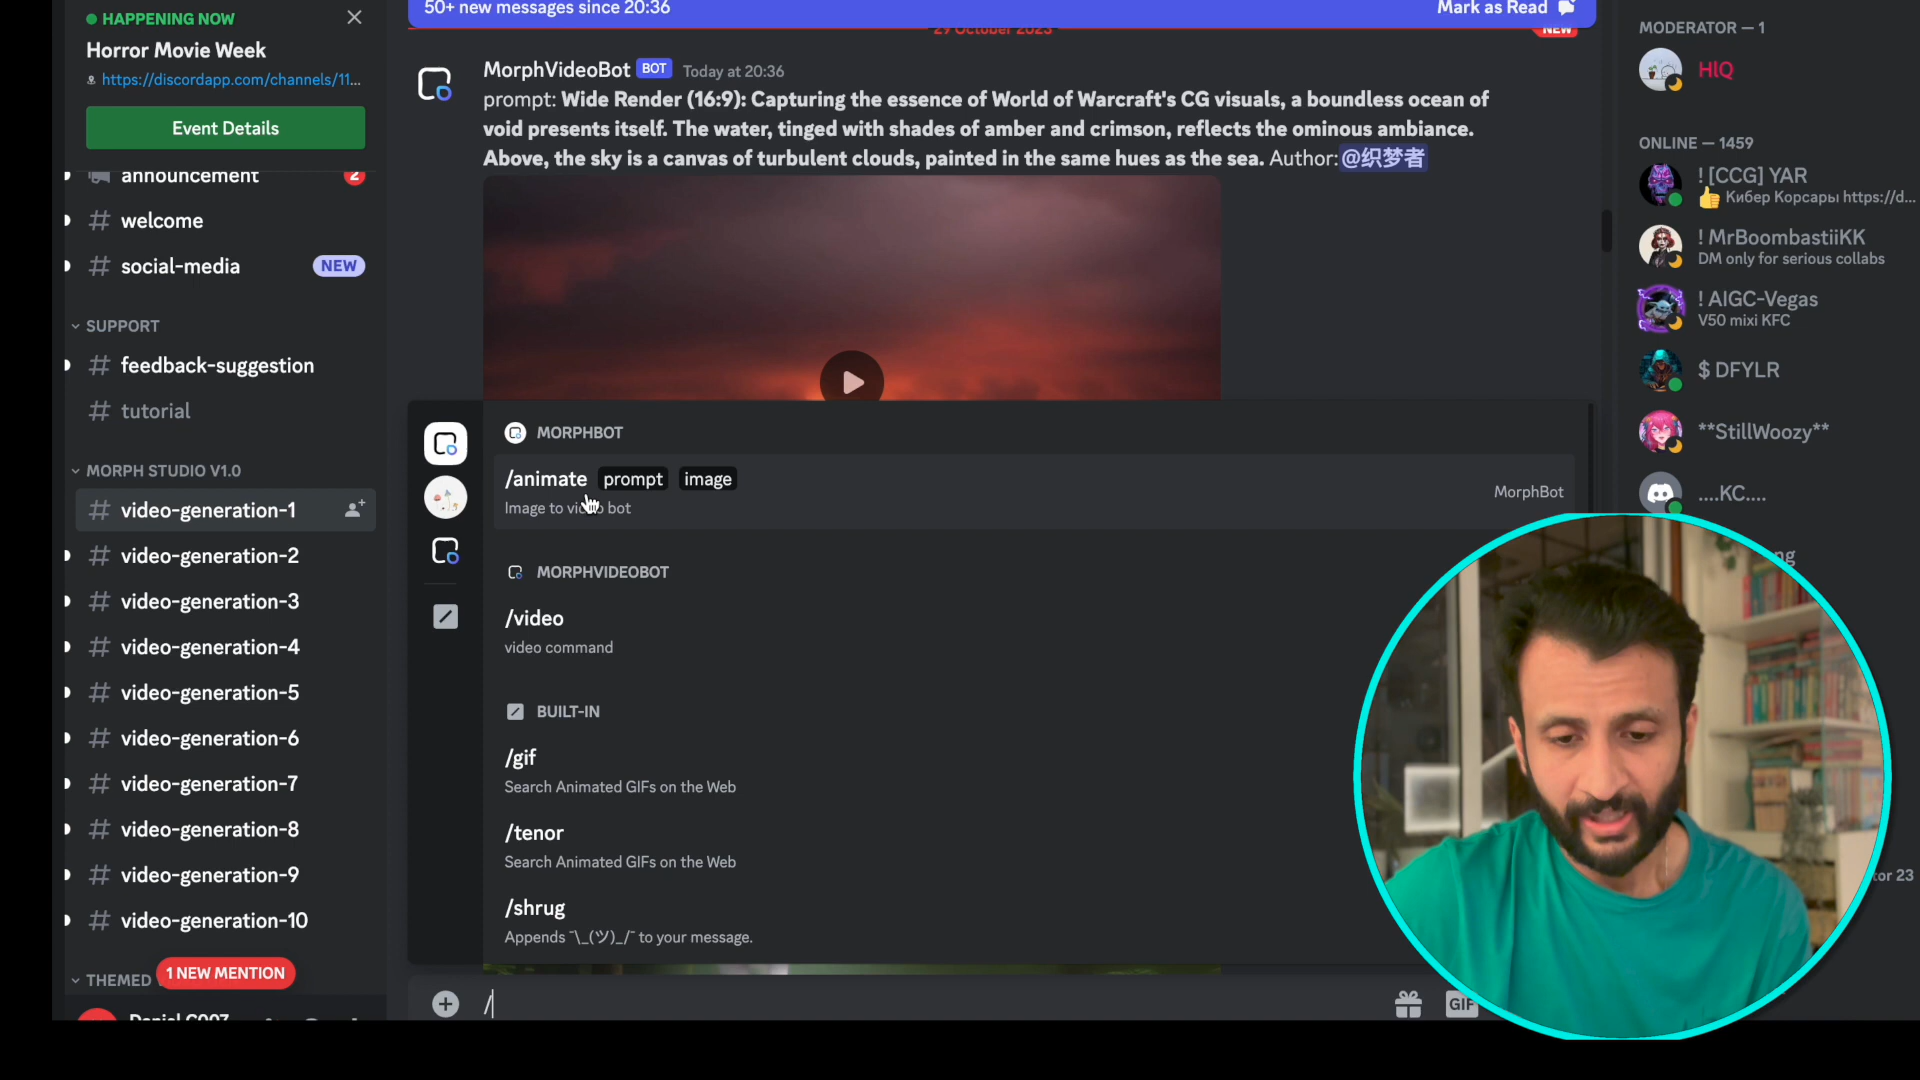 HAPPENING NOW
Horror Movie Week
https://discordapp.com/channels/11...
Event Details
announcement 2
# welcome
# social-media NEW
SUPPORT
# feedback-suggestion
# tutorial
MORPH STUDIO V1.0
# video-generation-1
# video-generation-2
# video-generation-3
# video-generation-4
# video-generation-5
# video-generation-6
# video-generation-7
# video-generation-8
# video-generation-9
# video-generation-10
THEMED
1 NEW MENTION
50+ new messages since 20:36
Mark as Read
29 October 2023
NEW
MorphVideoBot BOT Today at 20:36
prompt: Wide Render (16:9): Capturing the essence of World of Warcraft's CG visuals, a boundless ocean of
void presents itself. The water, tinged with shades of amber and crimson, reflects the ominous ambiance.
Above, the sky is a canvas of turbulent clouds, painted in the same hues as the sea. Author:@织梦者
MORPHBOT
/animate prompt image
Image to video bot
MorphBot
MORPHVIDEOBOT
/video
video command
BUILT-IN
/gif
Search Animated GIFs on the Web
/tenor
Search Animated GIFs on the Web
/shrug
Appends ¯\_(ツ)_/¯ to your message.
/
GIF
MODERATOR — 1
HIQ
ONLINE — 1459
! [CCG] YAR
👍 Кибер Корсары https://d...
! MrBoombastiiKK
DM only for serious collabs
! AIGC-Vegas
V50 mixi KFC
$ DFYLR
**StillWoozy**
....KC....